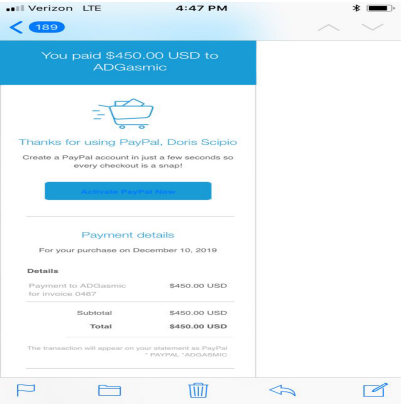 Verizon LTE 4:47 PM
189
You paid $450.00 USD to
ADGasmic
Thanks for using PayPal, Doris Scipio
Create a PayPal account in just a few seconds so
every checkout is a snap!
Activate PayPal Now
Payment details
For your purchase on December 10, 2019
Details
Payment to ADGasmic $450.00 USD
for Invoice 0467
Subtotal $450.00 USD
Total $450.00 USD
The transaction will appear on your statement as PayPal
* PAYPAL *ADGASMIC